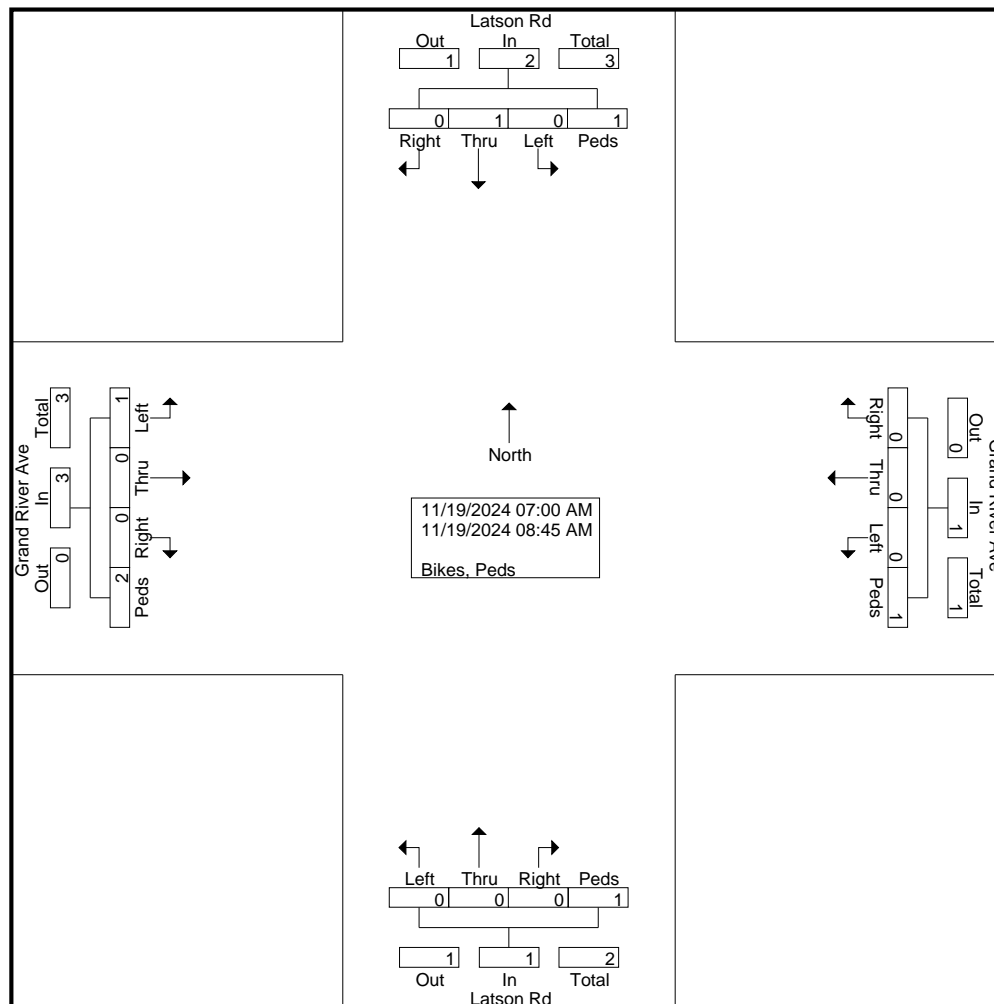 Latson Rd
Out In Total
1 2 3
0 1 0 1
Right Thru Left Peds
Grand River Ave
Total In Out
3 3 0
1 0 0 2
Left Thru Right Peds
North
11/19/2024 07:00 AM
11/19/2024 08:45 AM
Bikes, Peds
Right Thru Left Peds
0 0 0 1
Out In Total
0 1 1
Grand River Ave
Left Thru Right Peds
0 0 0 1
1 1 2
Out In Total
Latson Rd